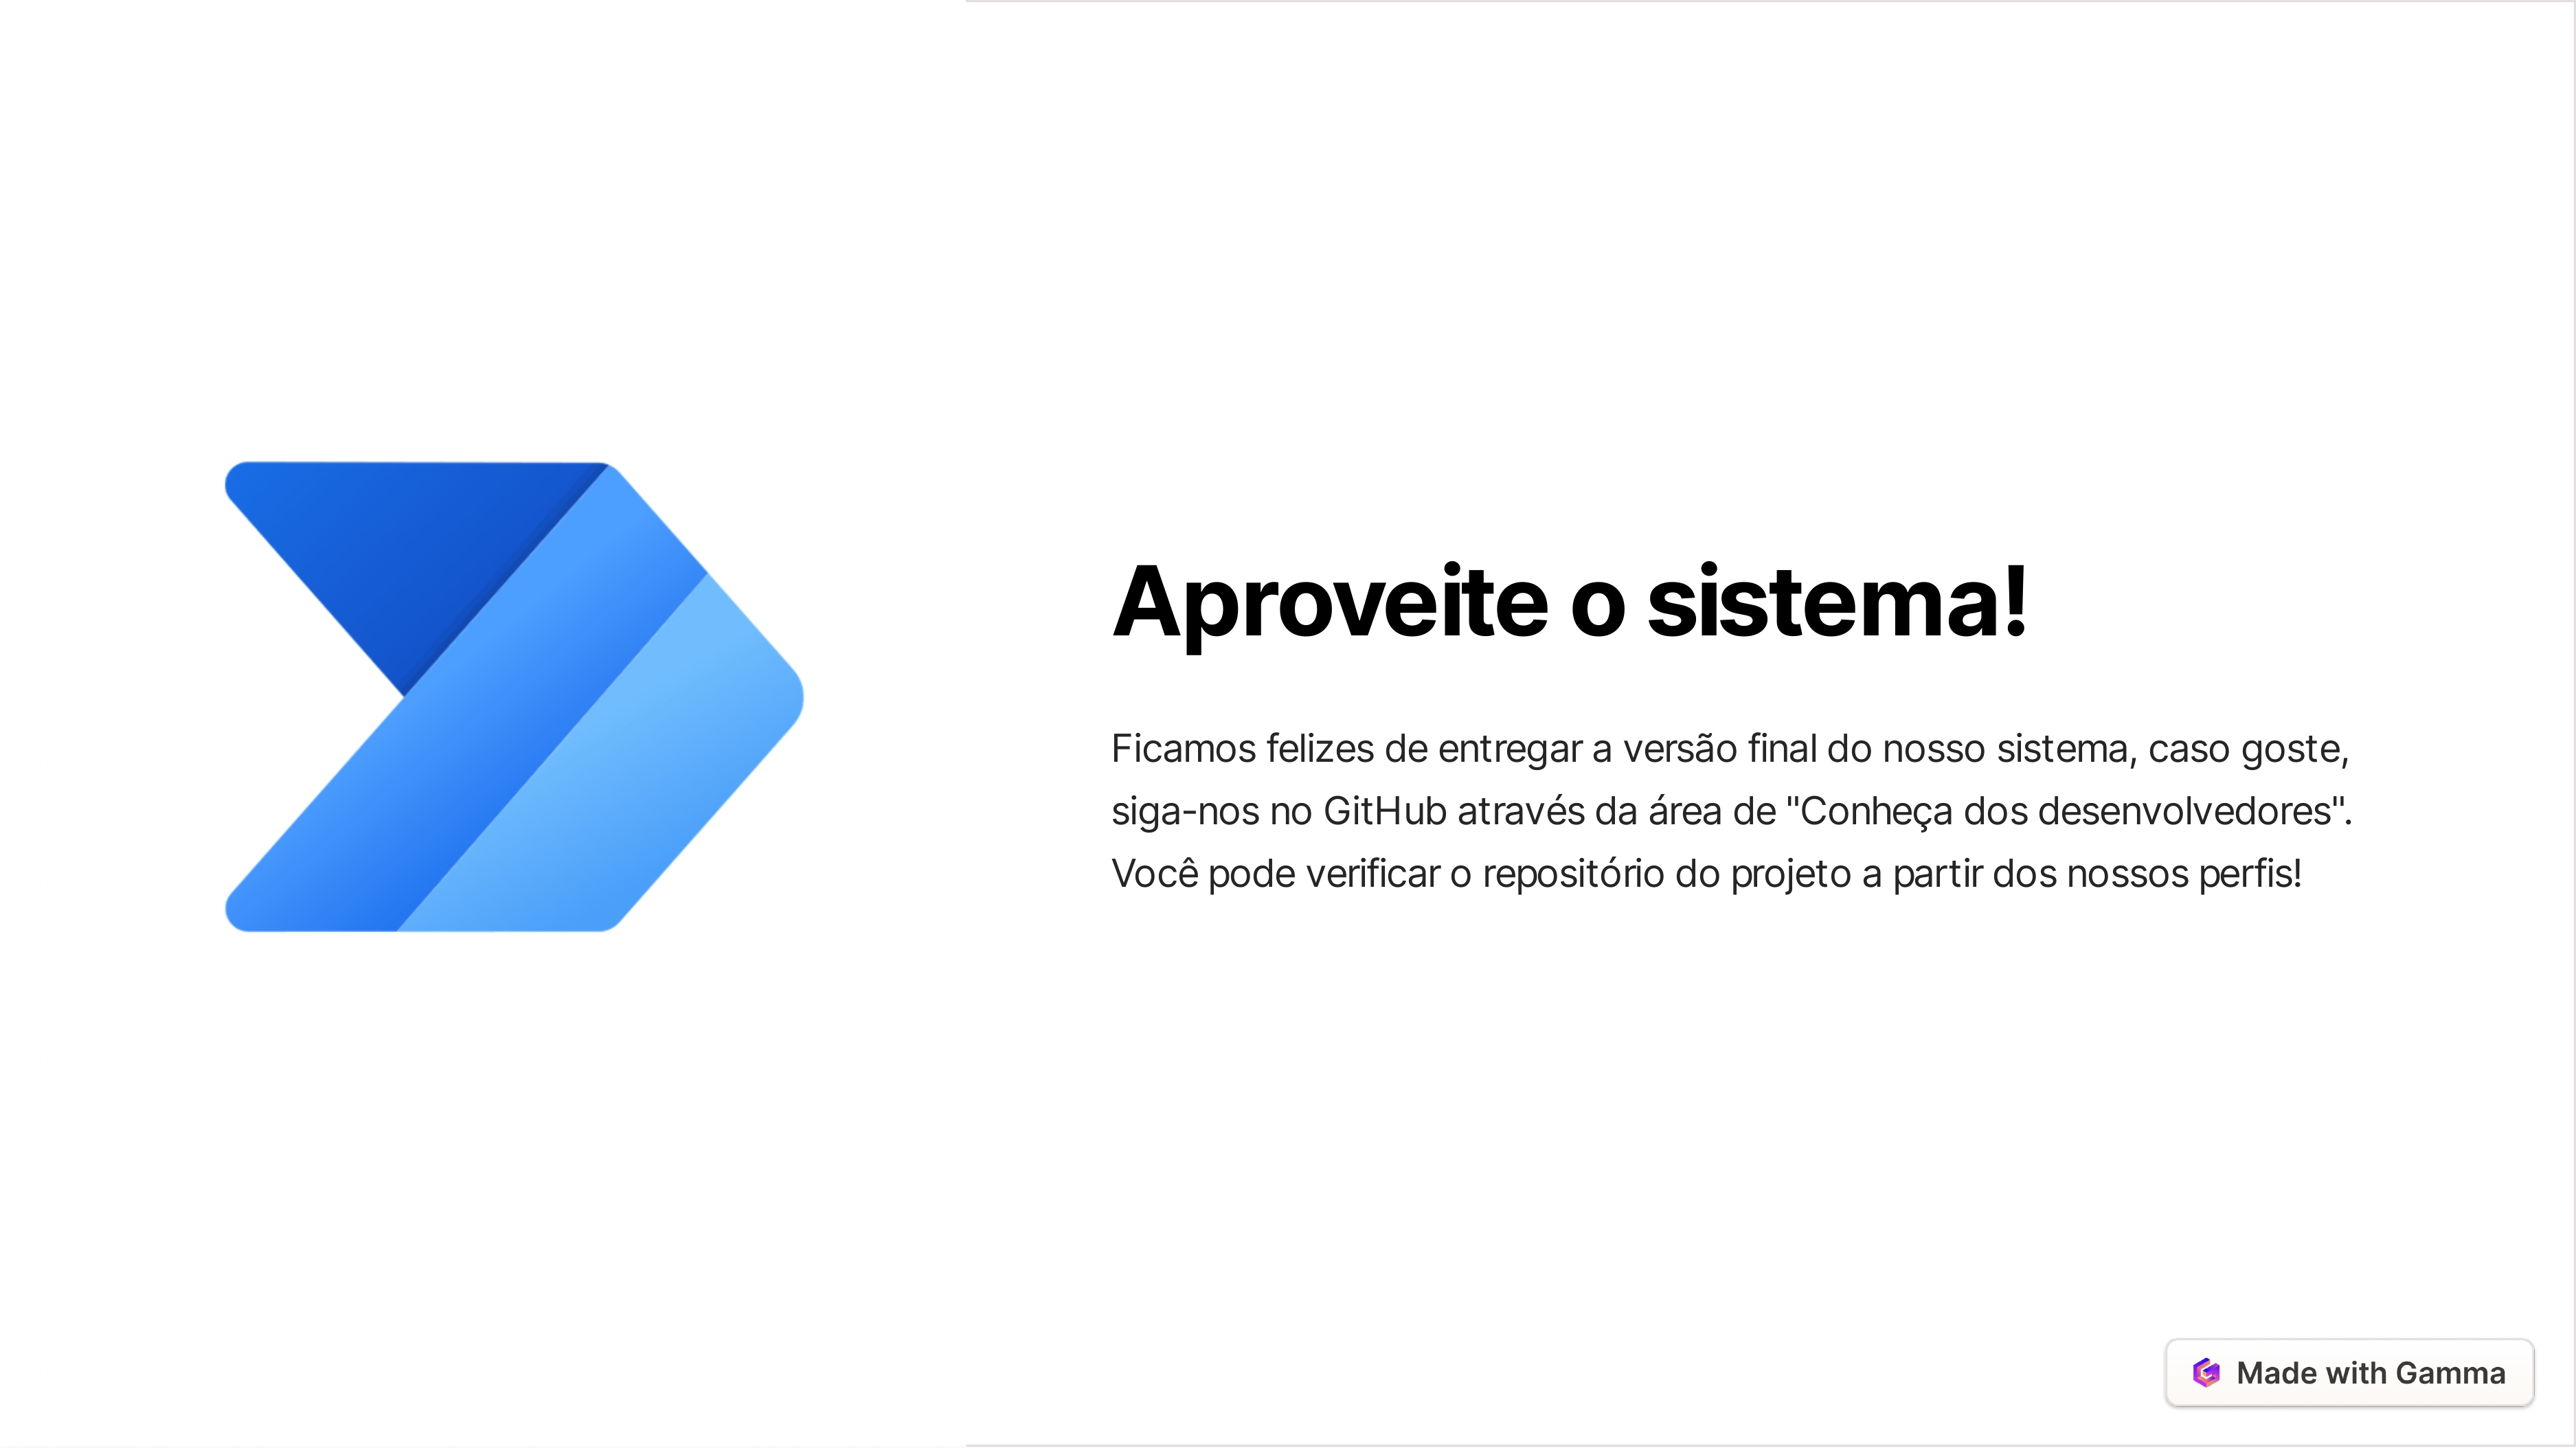 Aproveite o sistema!
Ficamos felizes de entregar a versão final do nosso sistema, caso goste,
siga-nos no GitHub através da área de "Conheça dos desenvolvedores".
Você pode verificar o repositório do projeto a partir dos nossos perfis!
Made with Gamma